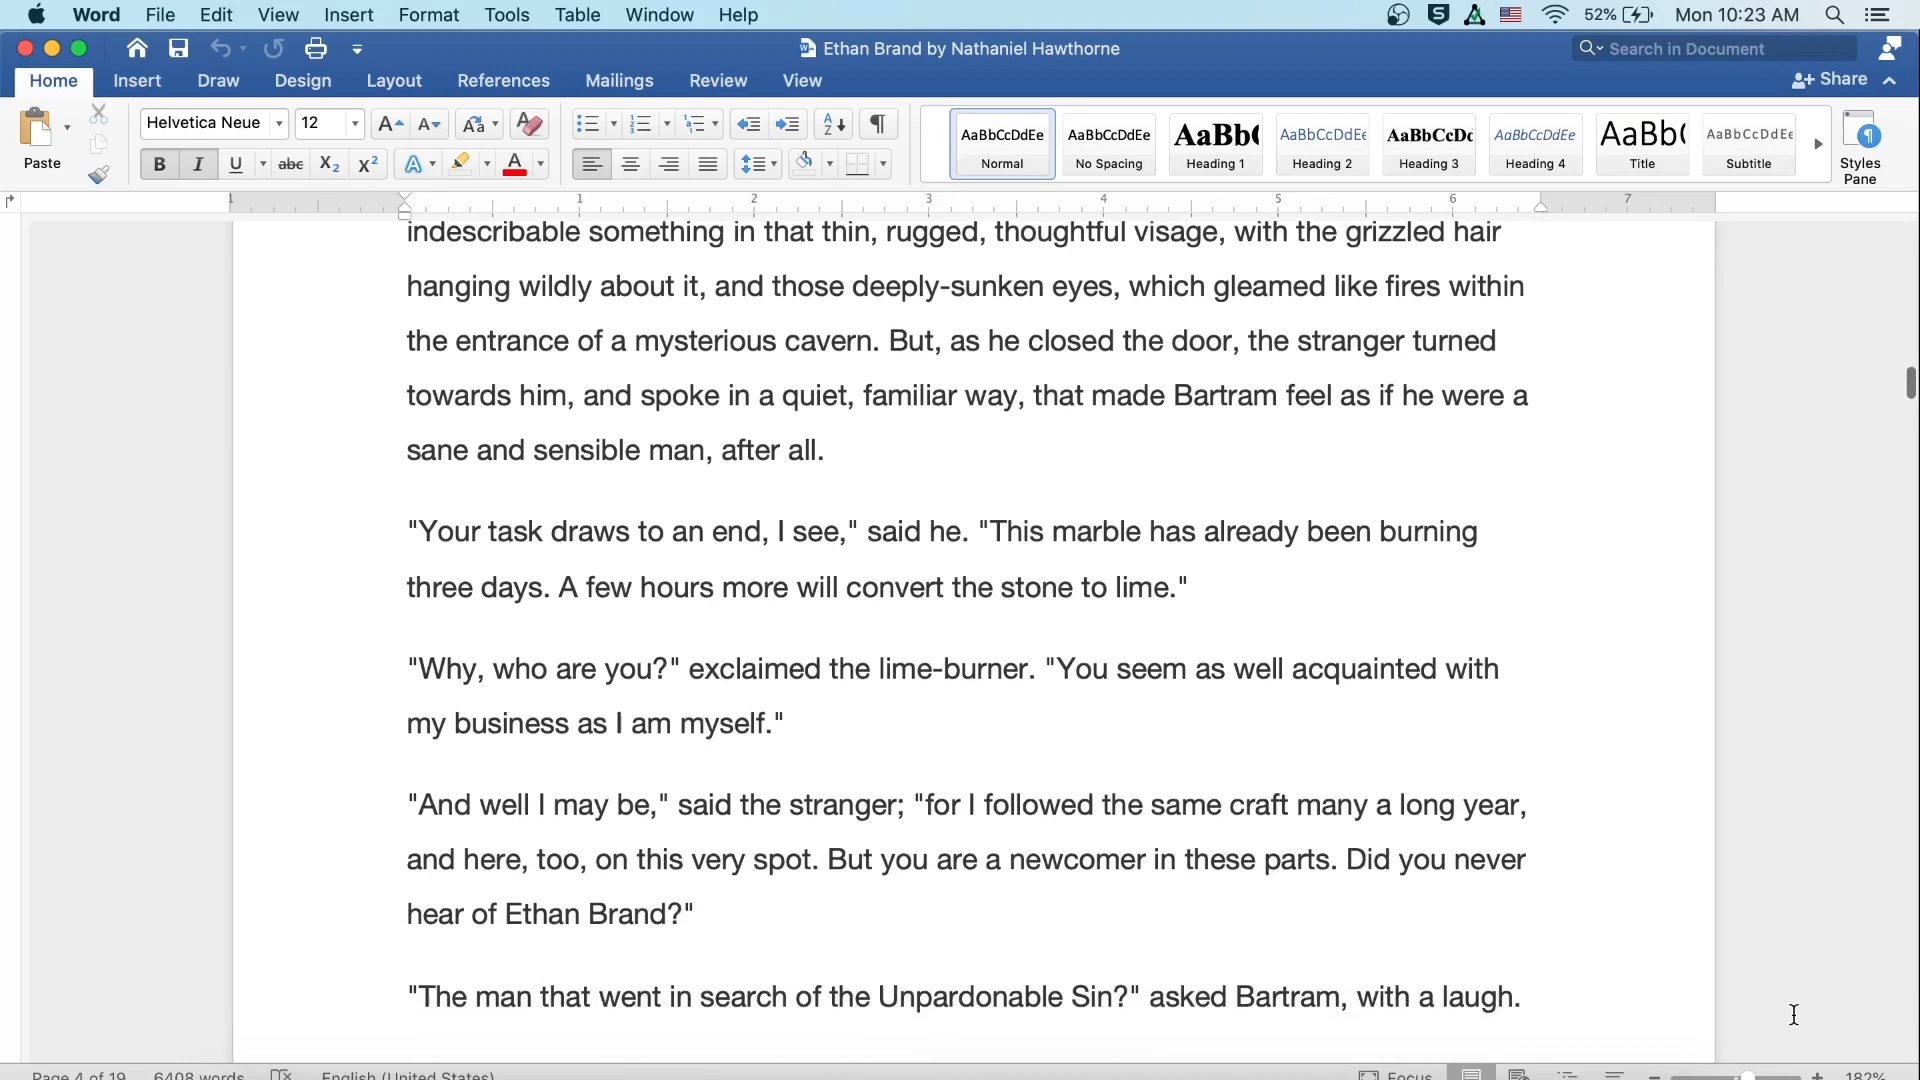 Word File Edit View Insert Format Tools Table Window Help 52% Mon 10:23 AM
Ethan Brand by Nathaniel Hawthorne Search in Document
Home Insert Draw Design Layout References Mailings Review View Share
Helvetica Neue 12
Paste
AaBbCcDdEe AaBbCcDdEe AaBb( AaBbCcDdEe AaBbCcDc AaBbCcDdEe AaBb( AaBbCcDdEe
Normal No Spacing Heading 1 Heading 2 Heading 3 Heading 4 Title Subtitle
Styles
Pane
1 1 2 3 4 5 6 7
indescribable something in that thin, rugged, thoughtful visage, with the grizzled hair
hanging wildly about it, and those deeply-sunken eyes, which gleamed like fires within
the entrance of a mysterious cavern. But, as he closed the door, the stranger turned
towards him, and spoke in a quiet, familiar way, that made Bartram feel as if he were a
sane and sensible man, after all.
"Your task draws to an end, I see," said he. "This marble has already been burning
three days. A few hours more will convert the stone to lime."
"Why, who are you?" exclaimed the lime-burner. "You seem as well acquainted with
my business as I am myself."
"And well I may be," said the stranger; "for I followed the same craft many a long year,
and here, too, on this very spot. But you are a newcomer in these parts. Did you never
hear of Ethan Brand?"
"The man that went in search of the Unpardonable Sin?" asked Bartram, with a laugh.
Page 4 of 19 6408 words English (United States) Focus 182%